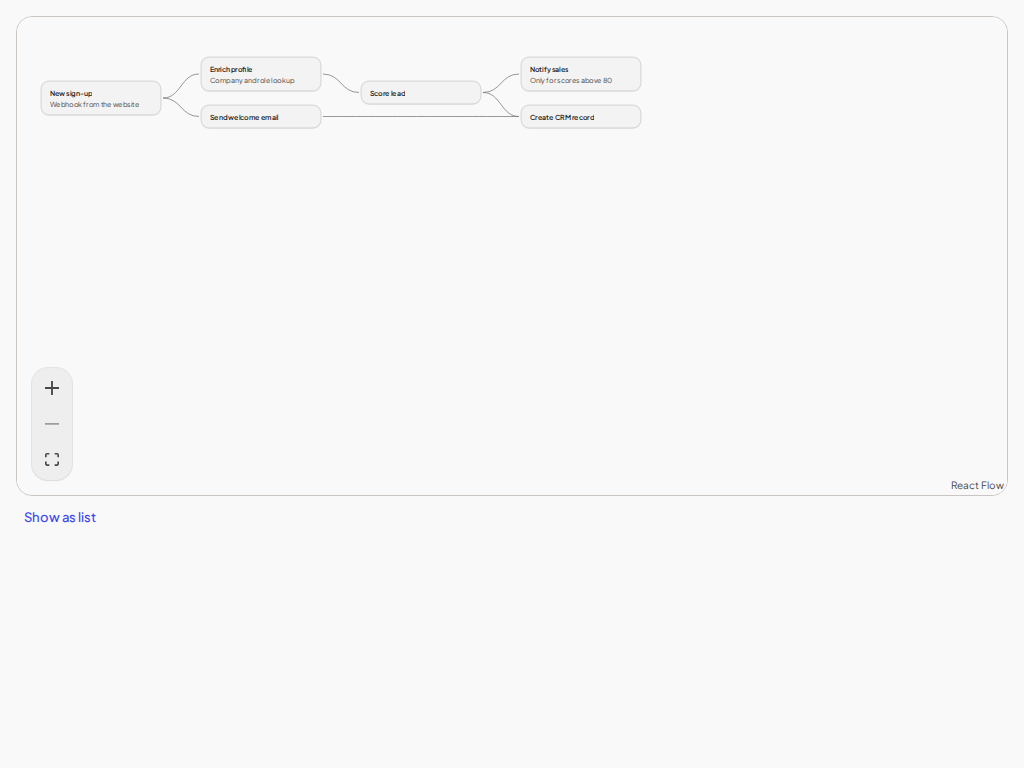 New sign-up
Webhook from the website
Enrich profile
Company and role lookup
Send welcome email
Score lead
Notify sales
Only for scores above 80
Create CRM record
React Flow
Show as list